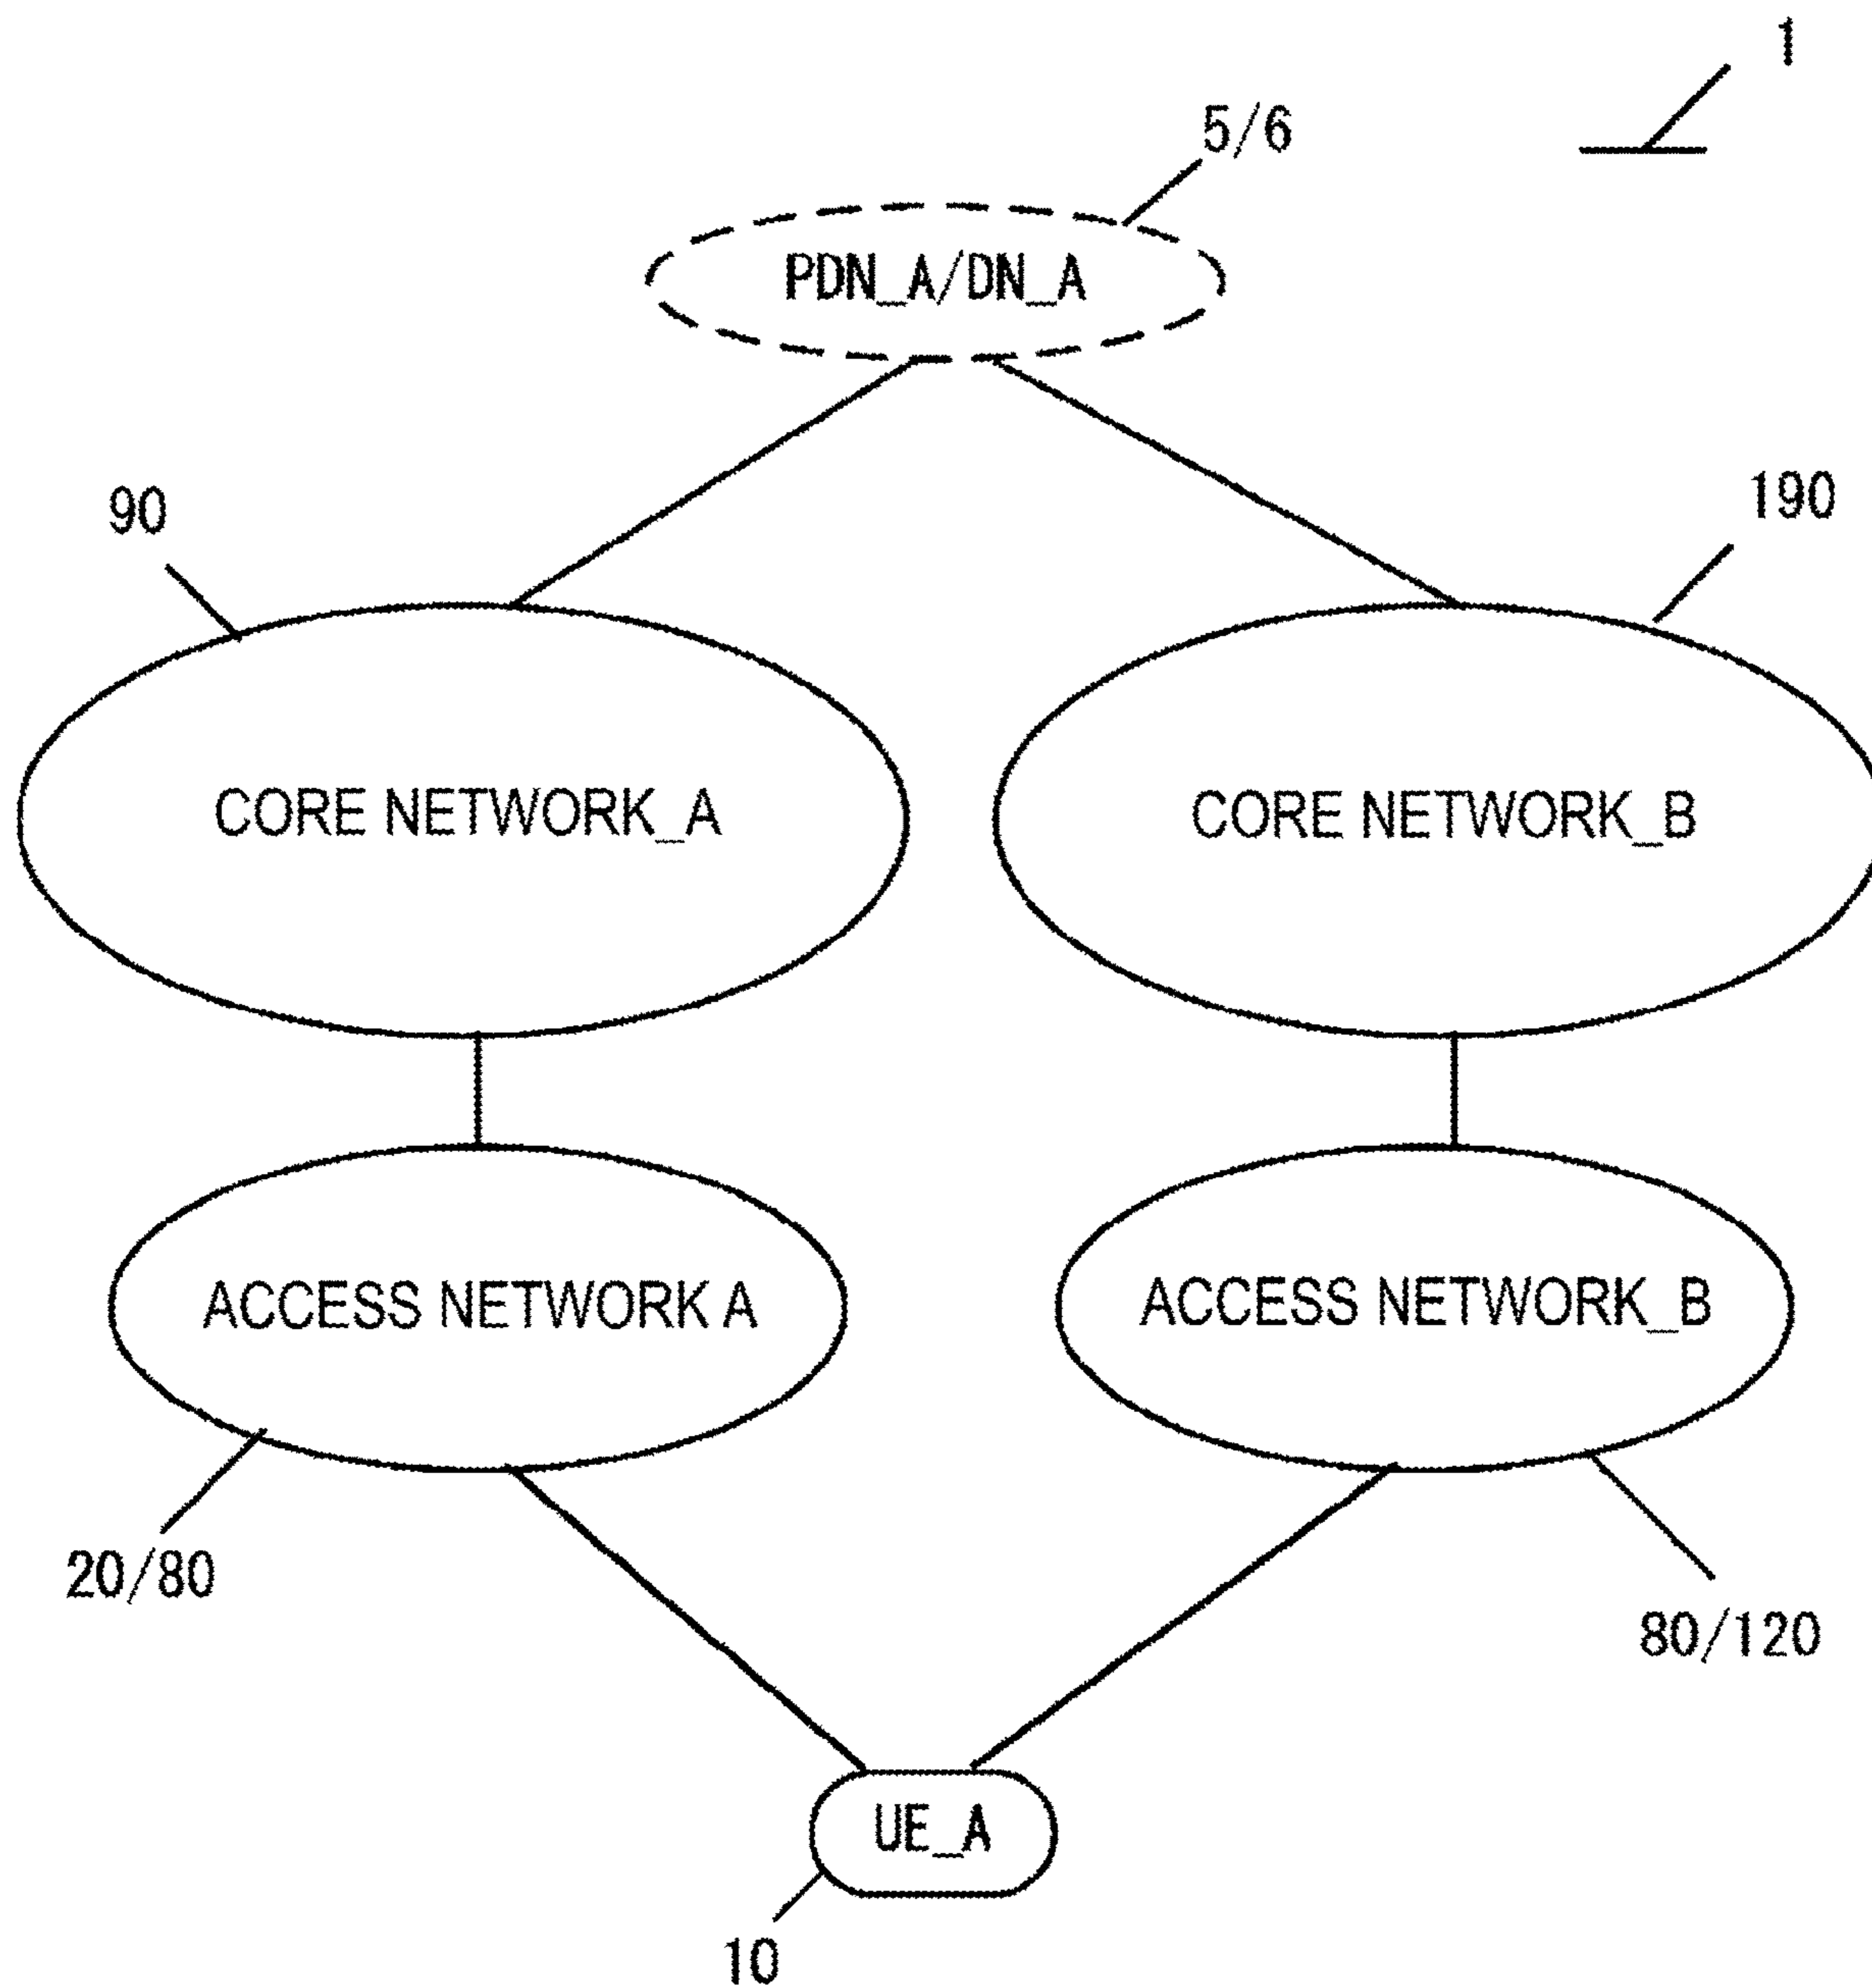 1
5/6
PDN_A/DN_A
90
190
CORE NETWORK_A
CORE NETWORK_B
ACCESS NETWORK A
ACCESS NETWORK_B
20/80
80/120
UE_A
10